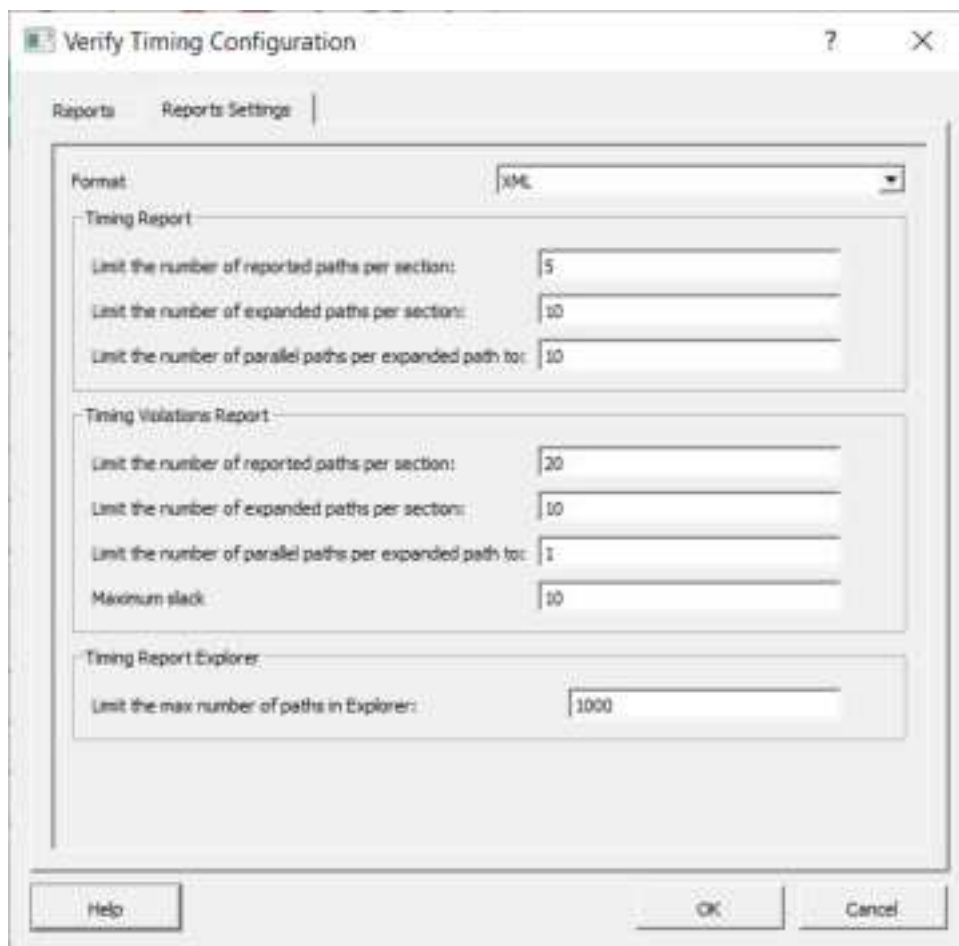 Verify Timing Configuration ?
Reports Reports Settings
Format XML
Timing Report
Limit the number of reported paths per section: 5
Limit the number of expanded paths per section: 10
Limit the number of parallel paths per expanded path to: 10
Timing Violations Report
Limit the number of reported paths per section: 20
Limit the number of expanded paths per section: 10
Limit the number of parallel paths per expanded path to: 1
Maximum slack 10
Timing Report Explorer
Limit the max number of paths in Explorer: 1000
Help OK Cancel